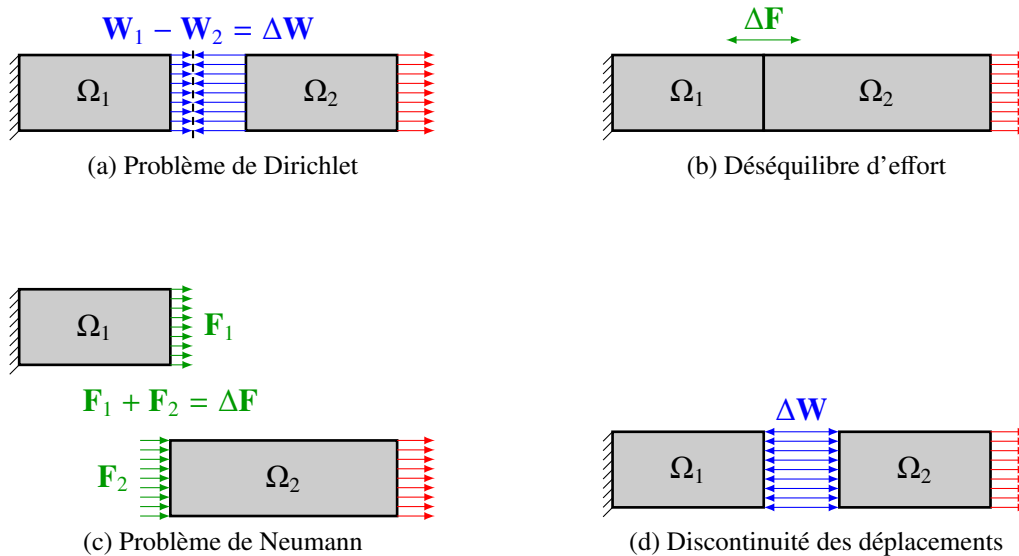 W₁ − W₂ = ΔW
Ω₁
Ω₂
(a) Problème de Dirichlet
ΔF
Ω₁
Ω₂
(b) Déséquilibre d'effort
Ω₁
F₁
F₁ + F₂ = ΔF
F₂
Ω₂
(c) Problème de Neumann
ΔW
Ω₁
Ω₂
(d) Discontinuité des déplacements